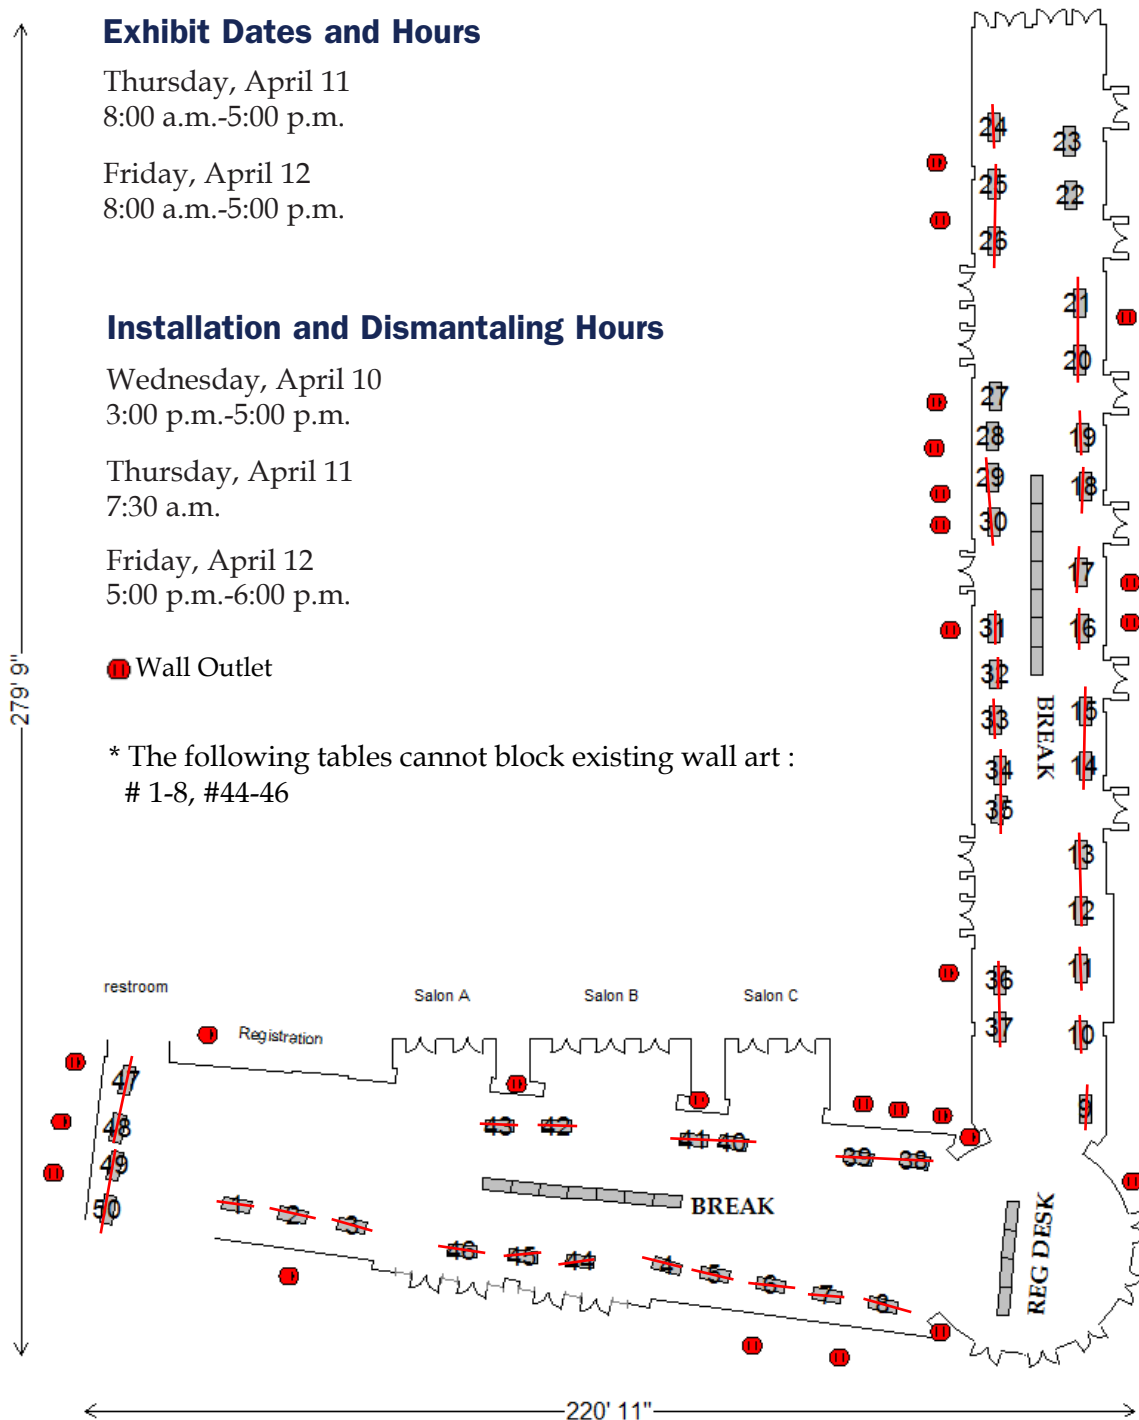 Exhibit Dates and Hours
Thursday, April 11
8:00 a.m.-5:00 p.m.
Friday, April 12
8:00 a.m.-5:00 p.m.
Installation and Dismantaling Hours
Wednesday, April 10
3:00 p.m.-5:00 p.m.
Thursday, April 11
7:30 a.m.
Friday, April 12
5:00 p.m.-6:00 p.m.
Wall Outlet
* The following tables cannot block existing wall art :
# 1-8, #44-46
279' 9"
24
23
25
22
26
21
20
27
28
19
29
18
30
17
31
16
32
33
15
34
14
35
BREAK
13
12
36
11
37
10
9
restroom
Registration
Salon A
Salon B
Salon C
47
48
49
50
43
42
41
40
39
38
1
2
3
BREAK
46
45
44
4
5
6
7
8
REG DESK
220' 11"